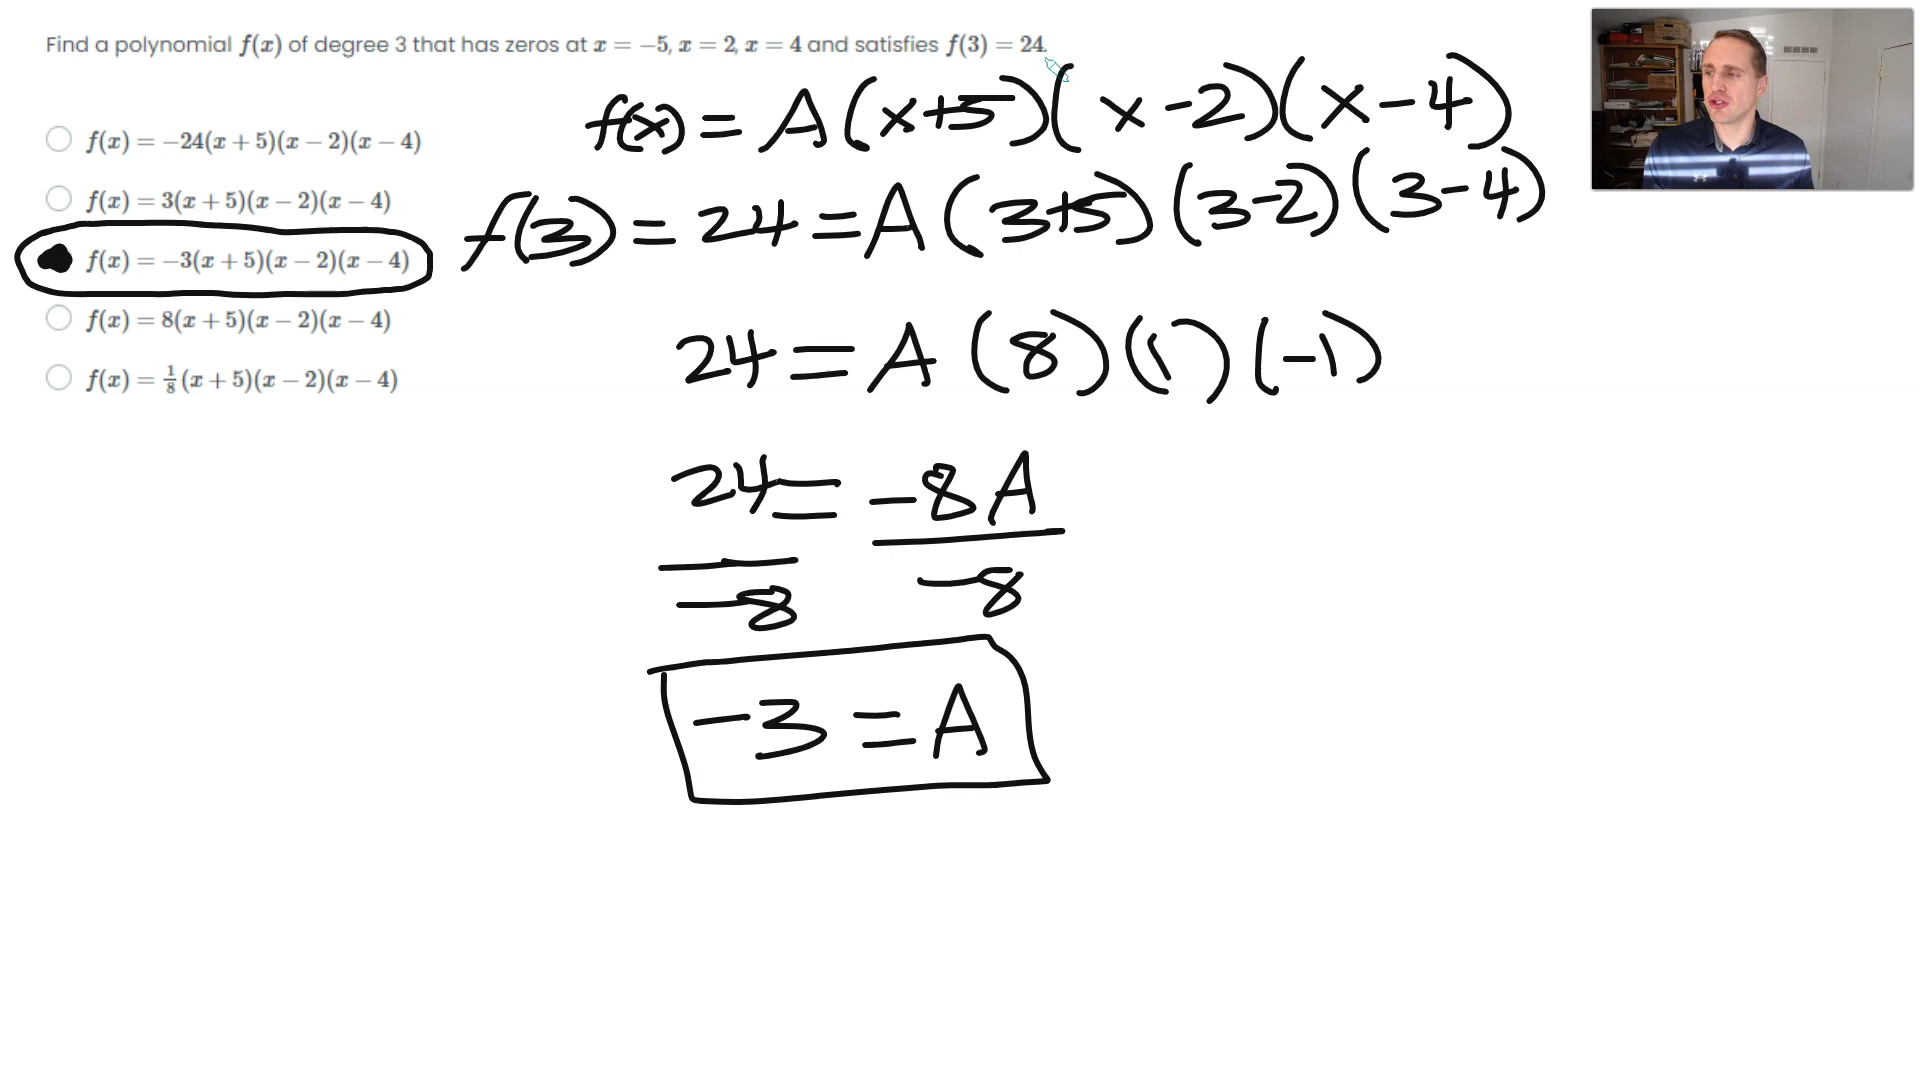 Find a polynomial f(x) of degree 3 that has zeros at x = −5, x = 2, x = 4 and satisfies f(3) = 24.
f(x) = −24(x + 5)(x − 2)(x − 4)
f(x) = 3(x + 5)(x − 2)(x − 4)
f(x) = −3(x + 5)(x − 2)(x − 4)
f(x) = 8(x + 5)(x − 2)(x − 4)
f(x) = 1/8 (x + 5)(x − 2)(x − 4)
f(x) = A(x+5)(x-2)(x-4)
f(3) = 24 = A(3+5)(3-2)(3-4)
24 = A(8)(1)(-1)
24 = -8A
-8 -8
-3 = A